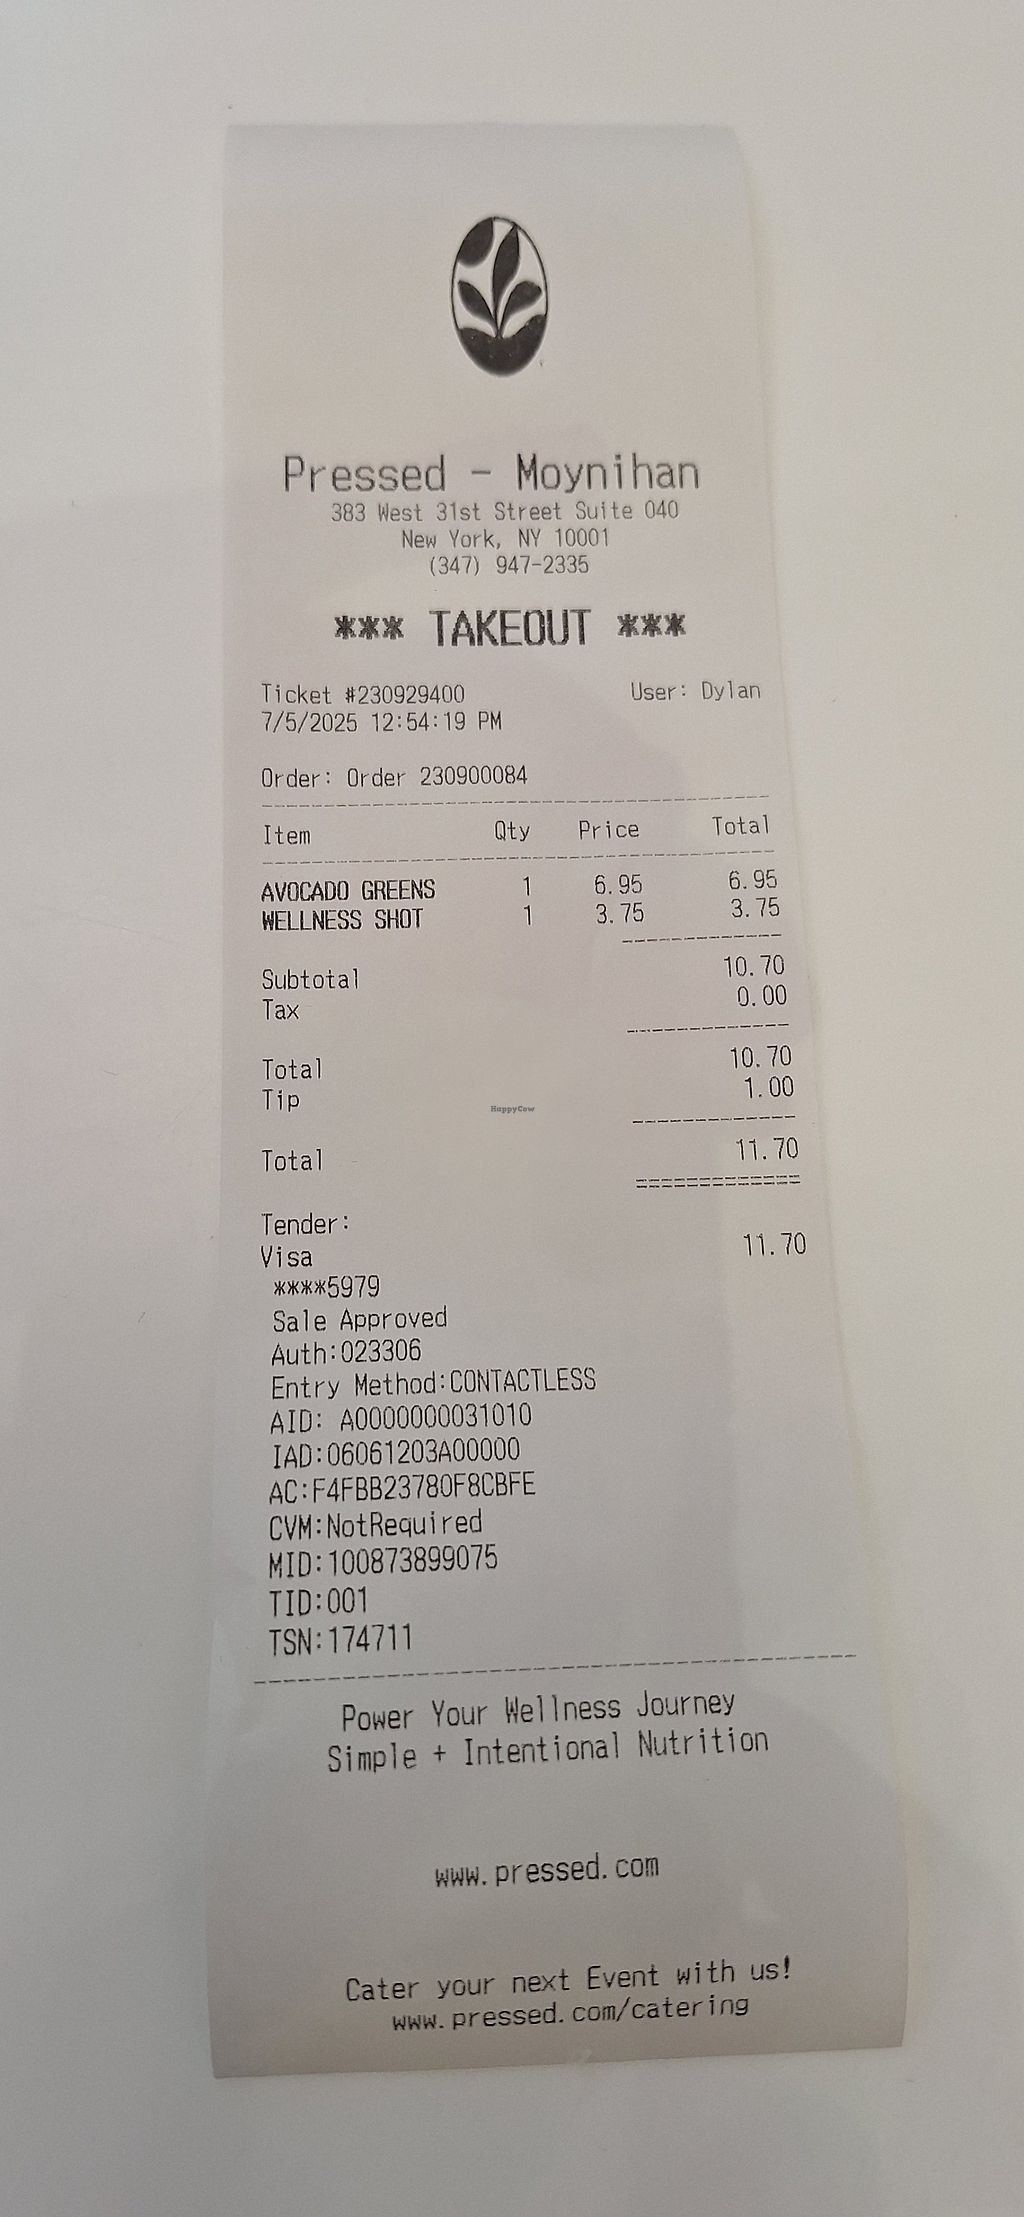 Pressed - Moynihan
383 West 31st Street Suite 040
New York, NY 10001
(347) 947-2335
*** TAKEOUT ***
Ticket #230929400 User: Dylan
7/5/2025 12:54:19 PM
Order: Order 230900084
Item Qty Price Total
AVOCADO GREENS 1 6.95 6.95
WELLNESS SHOT 1 3.75 3.75
Subtotal 10.70
Tax 0.00
Total 10.70
Tip 1.00
HappyCow
Total 11.70
Tender:
Visa 11.70
****5979
Sale Approved
Auth:023306
Entry Method:CONTACTLESS
AID: A0000000031010
IAD:06061203A00000
AC:F4FBB23780F8CBFE
CVM:NotRequired
MID:100873899075
TID:001
TSN:174711
Power Your Wellness Journey
Simple + Intentional Nutrition
www.pressed.com
Cater your next Event with us!
www.pressed.com/catering